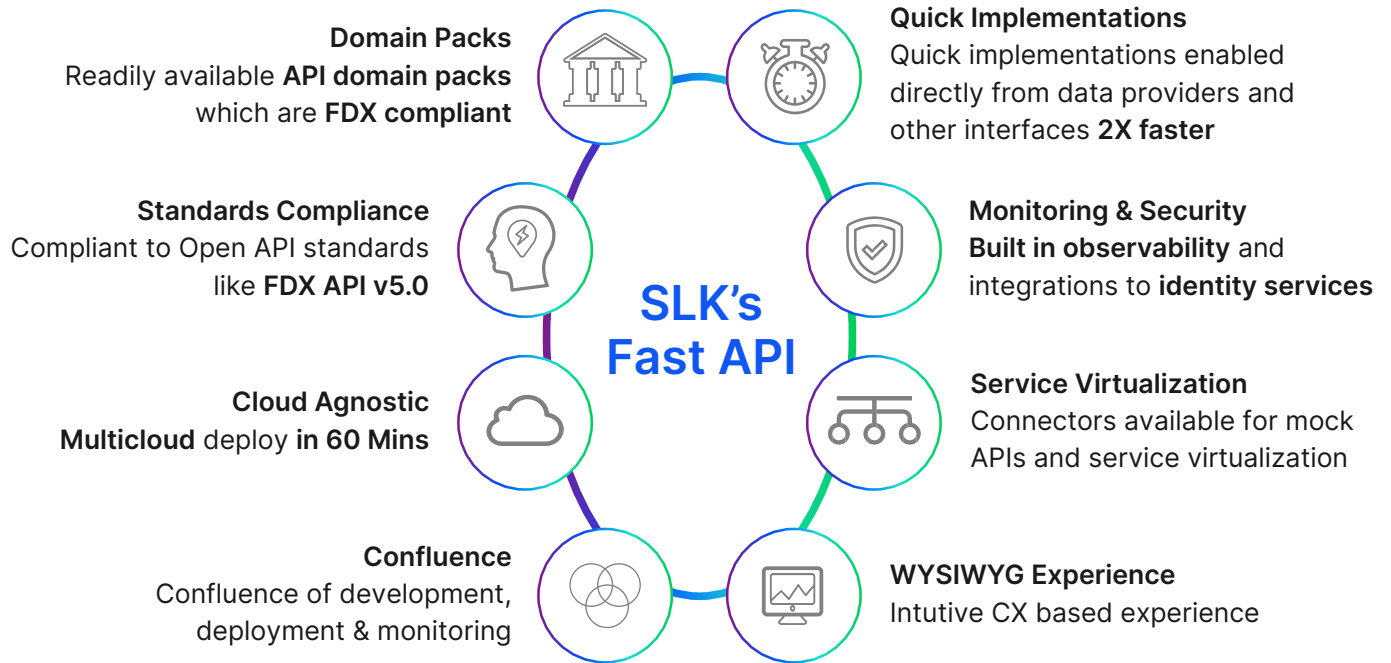 Domain Packs
Readily available API domain packs
which are FDX compliant
Quick Implementations
Quick implementations enabled
directly from data providers and
other interfaces 2X faster
Standards Compliance
Compliant to Open API standards
like FDX API v5.0
Monitoring & Security
Built in observability and
integrations to identity services
SLK’s
Fast API
Cloud Agnostic
Multicloud deploy in 60 Mins
Service Virtualization
Connectors available for mock
APIs and service virtualization
Confluence
Confluence of development,
deployment & monitoring
WYSIWYG Experience
Intutive CX based experience